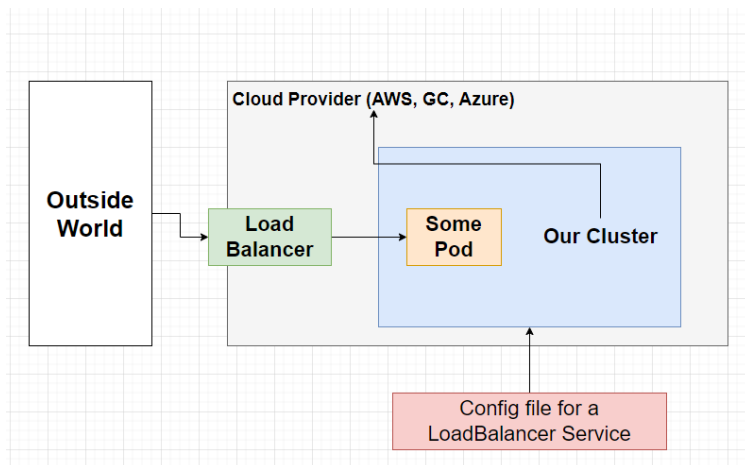 Cloud Provider (AWS, GC, Azure)
Outside
World
Load
Balancer
Some
Pod
Our Cluster
Config file for a
LoadBalancer Service